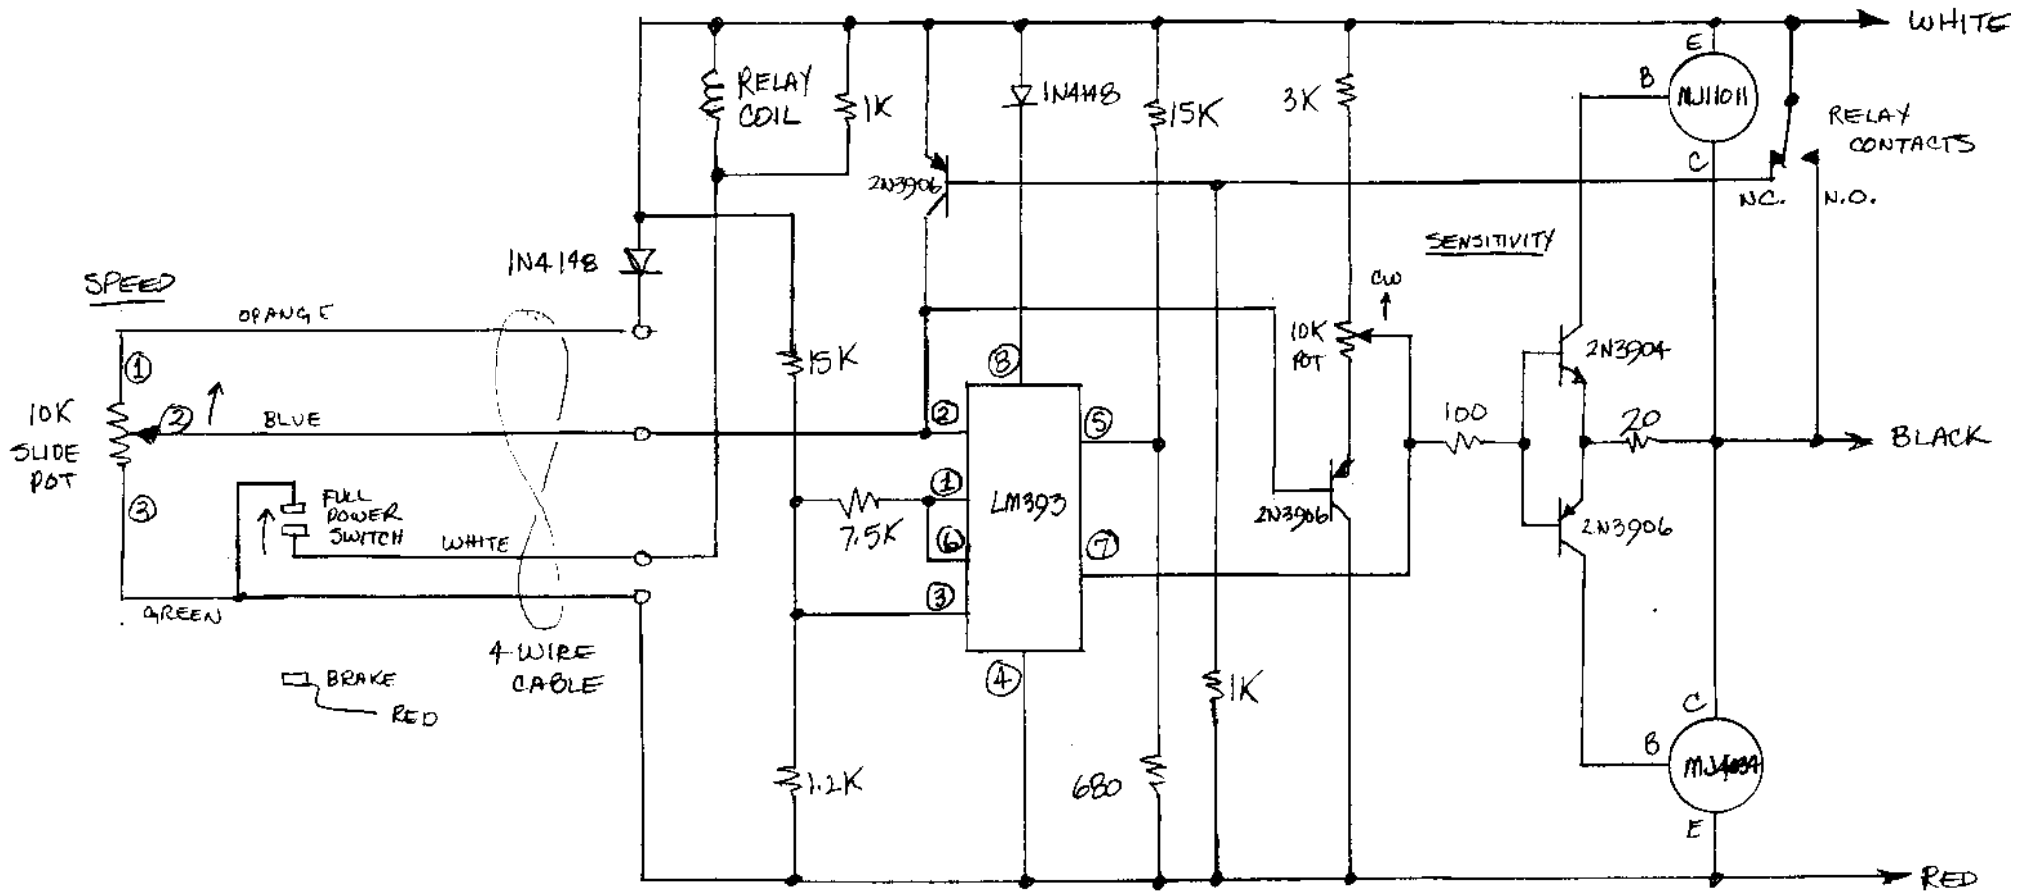 WHITE
E
B
MJ11011
C
RELAY
CONTACTS
N.C.
N.O.
RELAY
COIL
1K
1N4148
15K
3K
2N3906
SENSITIVITY
1N4148
SPEED
ORANGE
①
10K
SLIDE
POT
②
BLUE
③
FULL
POWER
SWITCH
WHITE
GREEN
4-WIRE
CABLE
BRAKE
RED
15K
7.5K
1.2K
⑧
②
①
⑥
③
④
⑤
⑦
LM393
CW
10K
POT
2N3906
100
2N3904
20
2N3906
BLACK
1K
680
C
B
MJ4034
E
RED